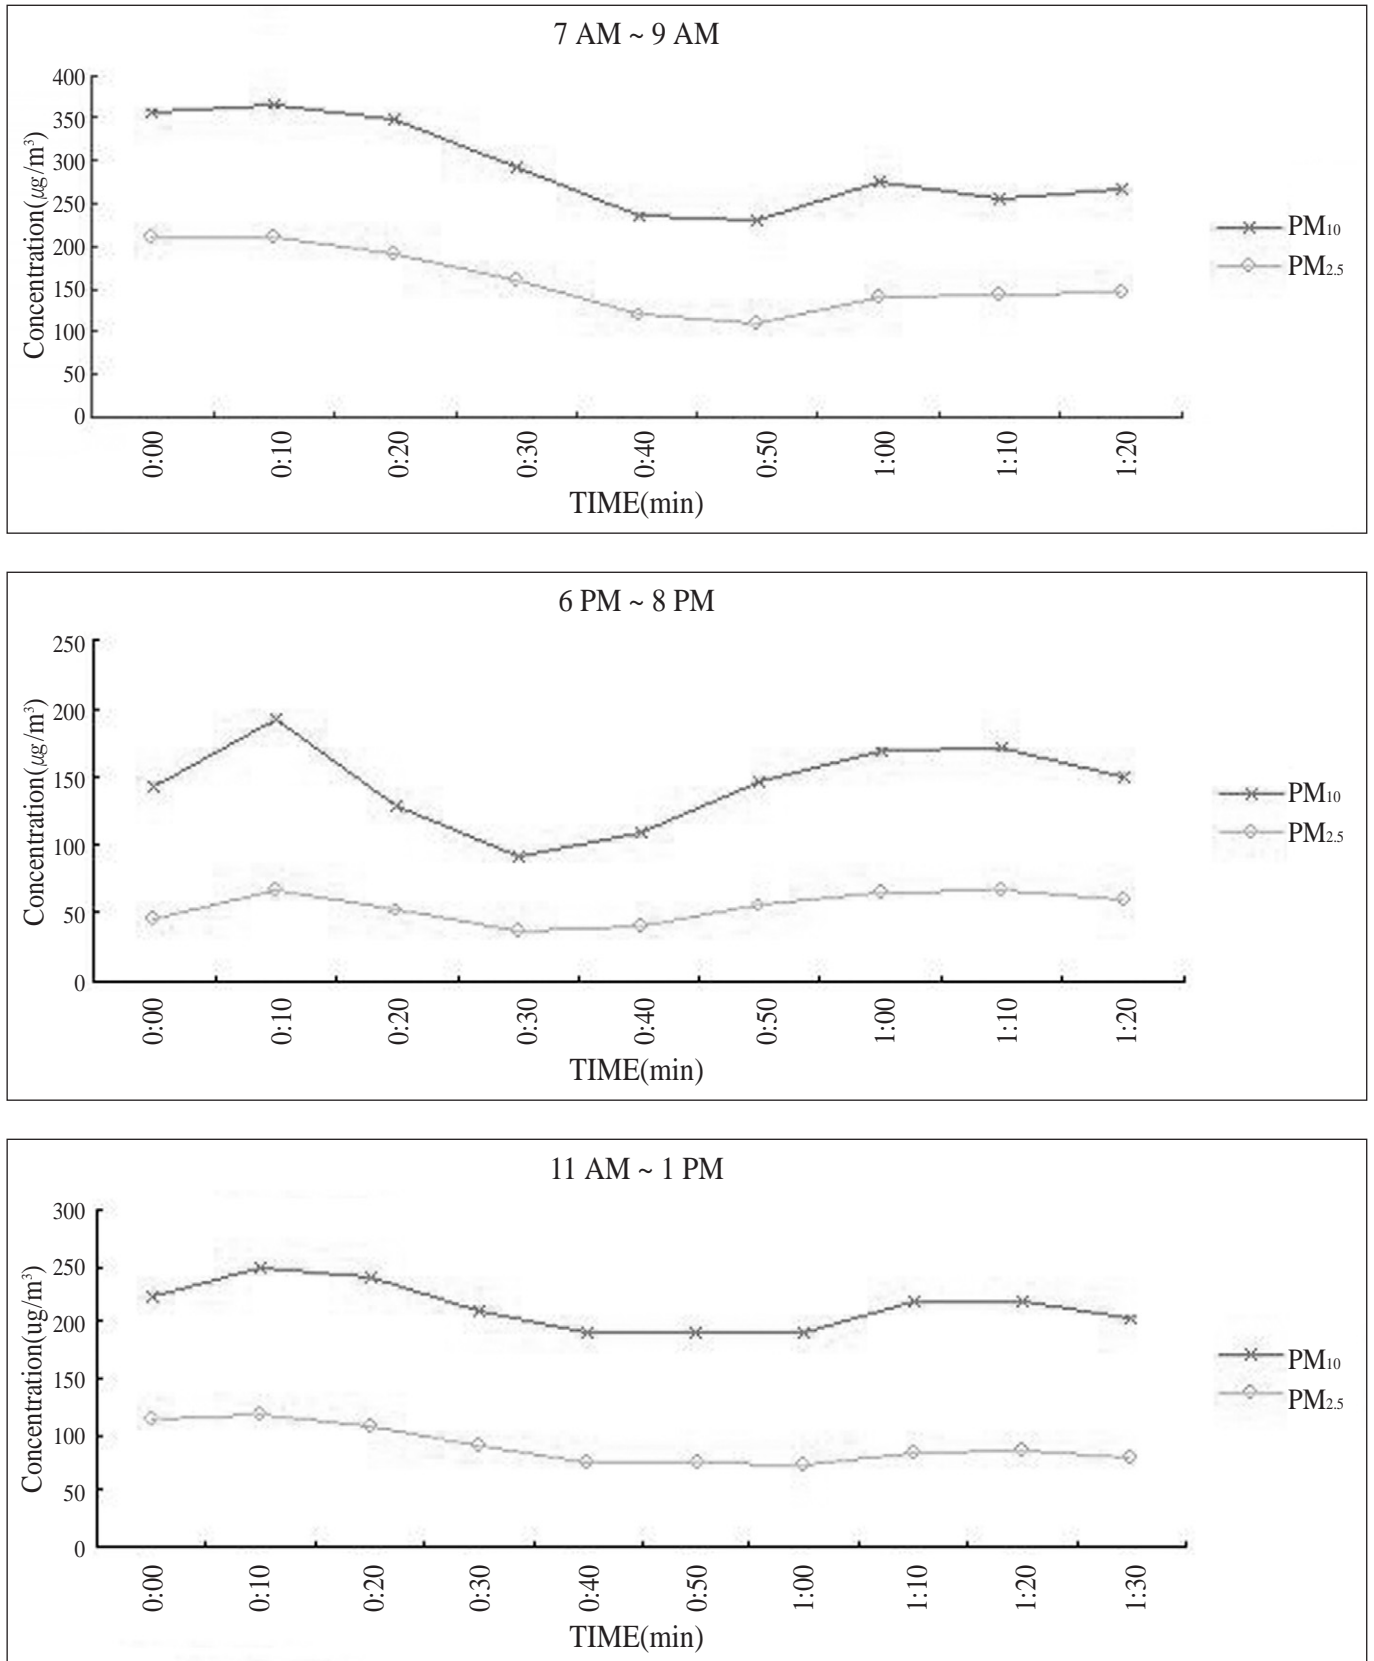 7 AM ~ 9 AM
400
350
300
250
200
150
100
50
0
Concentration(μg/m³)
0:00 0:10 0:20 0:30 0:40 0:50 1:00 1:10 1:20
TIME(min)
PM₁₀
PM₂.₅
6 PM ~ 8 PM
250
200
150
100
50
0
Concentration(μg/m³)
0:00 0:10 0:20 0:30 0:40 0:50 1:00 1:10 1:20
TIME(min)
PM₁₀
PM₂.₅
11 AM ~ 1 PM
300
250
200
150
100
50
0
Concentration(ug/m³)
0:00 0:10 0:20 0:30 0:40 0:50 1:00 1:10 1:20 1:30
TIME(min)
PM₁₀
PM₂.₅